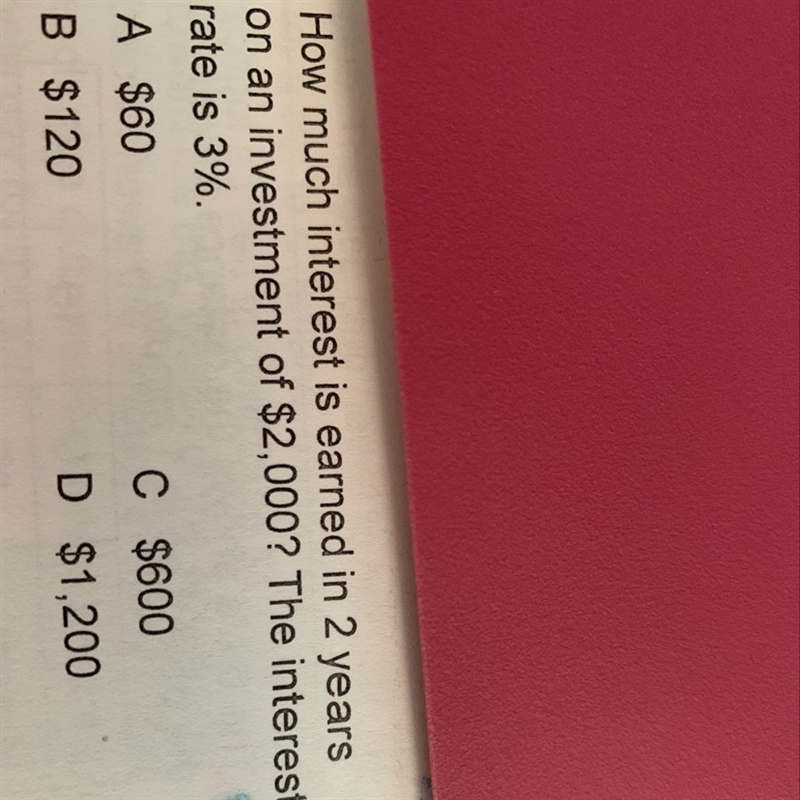 How much interest is earned in 2 years
on an investment of $2,000? The interest
rate is 3%.
A $60 C $600
B $120 D $1,200